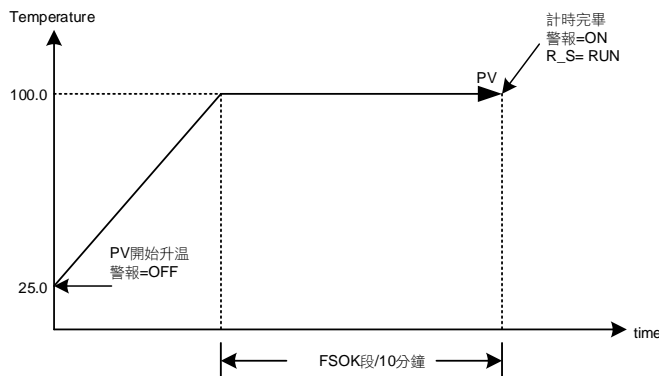 Temperature
計時完畢
警報=ON
R_S= RUN
PV
100.0
PV開始升温
警報=OFF
25.0
time
FSOK段/10分鐘